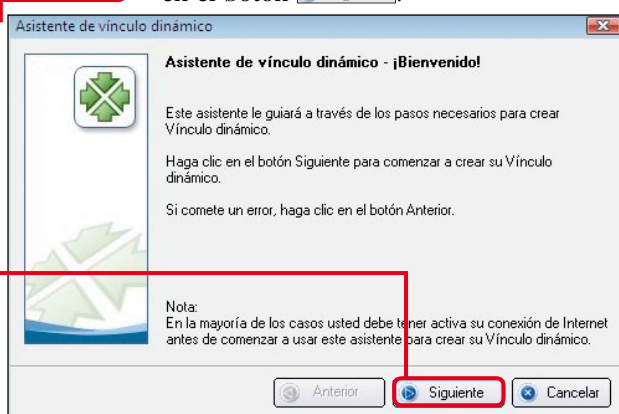 en el botón
Asistente de vínculo dinámico
Asistente de vínculo dinámico - ¡Bienvenido!
Este asistente le guiará a través de los pasos necesarios para crear
Vínculo dinámico.
Haga clic en el botón Siguiente para comenzar a crear su Vínculo
dinámico.
Si comete un error, haga clic en el botón Anterior.
Nota:
En la mayoría de los casos usted debe tener activa su conexión de Internet
antes de comenzar a usar este asistente para crear su Vínculo dinámico.
Anterior
Siguiente
Cancelar